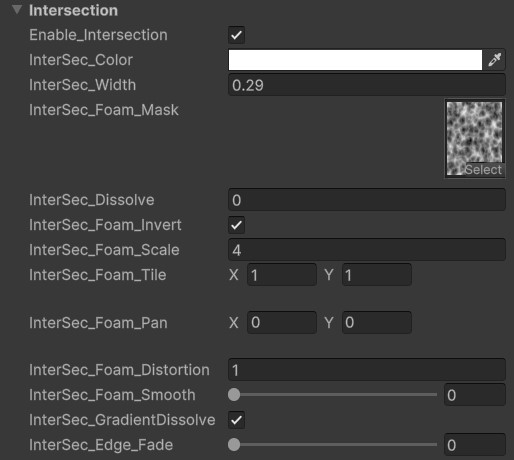 Intersection
Enable_Intersection
InterSec_Color
InterSec_Width 0.29
InterSec_Foam_Mask
Select
InterSec_Dissolve 0
InterSec_Foam_Invert
InterSec_Foam_Scale 4
InterSec_Foam_Tile X 1 Y 1
InterSec_Foam_Pan X 0 Y 0
InterSec_Foam_Distortion 1
InterSec_Foam_Smooth 0
InterSec_GradientDissolve
InterSec_Edge_Fade 0